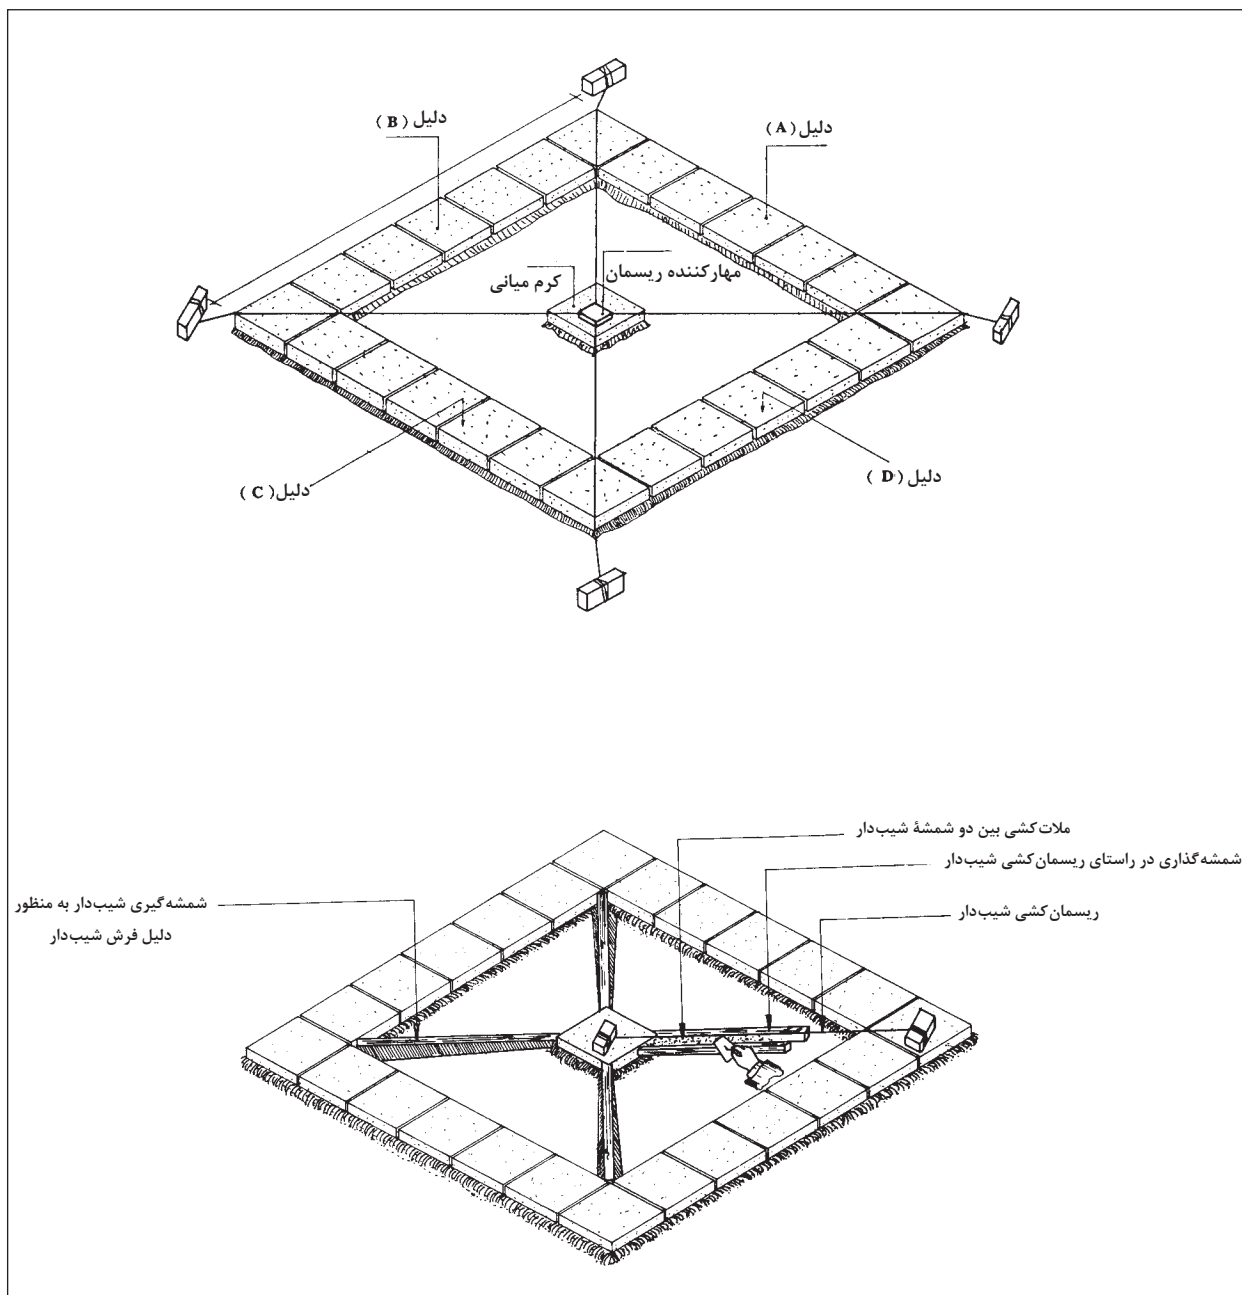 دلیل (B)
دلیل (A)
مهارکننده ریسمان
کرم میانی
دلیل (D)
دلیل (C)
ملات‌کشی بین دو شمشهٔ شیب‌دار
شمشه‌گذاری در راستای ریسمان‌کشی شیب‌دار
ریسمان‌کشی شیب‌دار
شمشه‌گیری شیب‌دار به منظور
دلیل فرش شیب‌دار